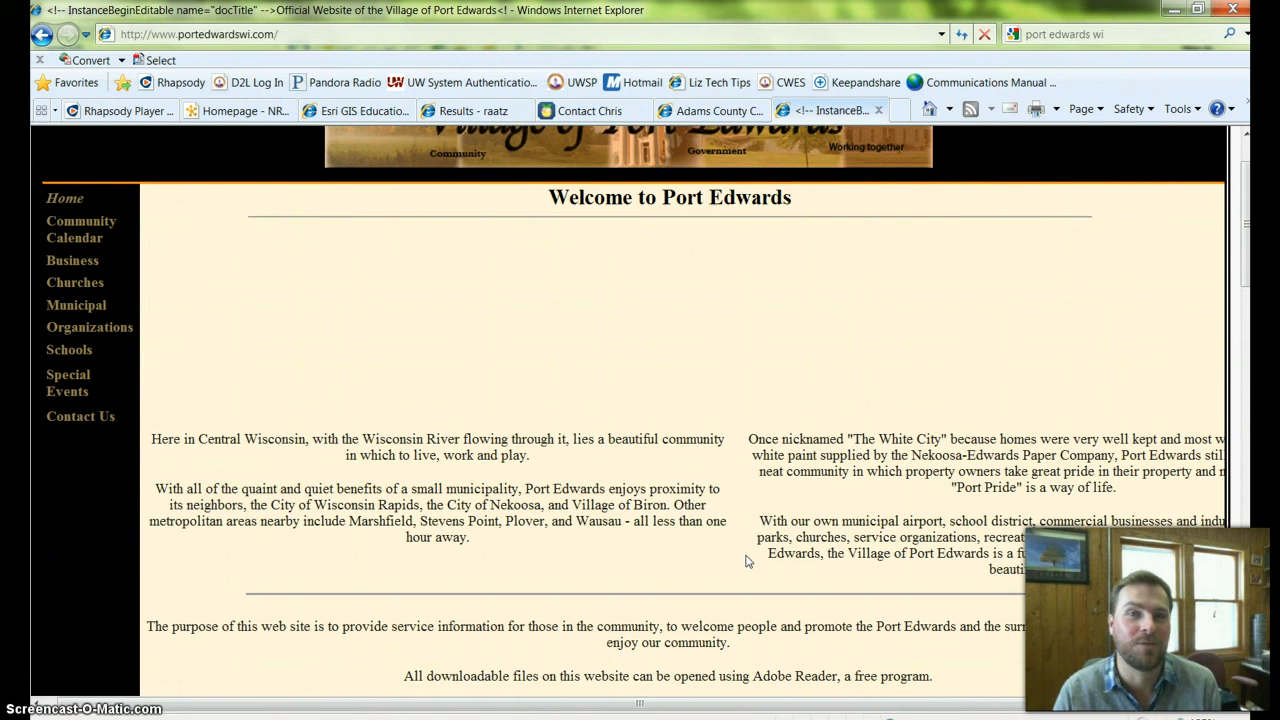 <!-- InstanceBeginEditable name="docTitle" -->Official Website of the Village of Port Edwards<! - Windows Internet Explorer
http://www.portedwardswi.com/
port edwards wi
Convert
Select
Favorites
Rhapsody
D2L Log In
Pandora Radio
UW System Authenticatio...
UWSP
Hotmail
Liz Tech Tips
CWES
Keepandshare
Communications Manual ...
Rhapsody Player ...
Homepage - NR...
Esri GIS Educatio...
Results - raatz
Contact Chris
Adams County C...
<!-- InstanceB...
Page
Safety
Tools
Village of Port Edwards
Community
Government
Working together
Welcome to Port Edwards
Home
Community
Calendar
Business
Churches
Municipal
Organizations
Schools
Special
Events
Contact Us
Here in Central Wisconsin, with the Wisconsin River flowing through it, lies a beautiful community
in which to live, work and play.
With all of the quaint and quiet benefits of a small municipality, Port Edwards enjoys proximity to
its neighbors, the City of Wisconsin Rapids, the City of Nekoosa, and Village of Biron. Other
metropolitan areas nearby include Marshfield, Stevens Point, Plover, and Wausau - all less than one
hour away.
Once nicknamed "The White City" because homes were very well kept and most w
white paint supplied by the Nekoosa-Edwards Paper Company, Port Edwards still
neat community in which property owners take great pride in their property and
"Port Pride" is a way of life.
With our own municipal airport, school district, commercial businesses and indu
parks, churches, service organizations, recreat
Edwards, the Village of Port Edwards is a fu
beauti
The purpose of this web site is to provide service information for those in the community, to welcome people and promote the Port Edwards and the surr
enjoy our community.
All downloadable files on this website can be opened using Adobe Reader, a free program.
Screencast-O-Matic.com